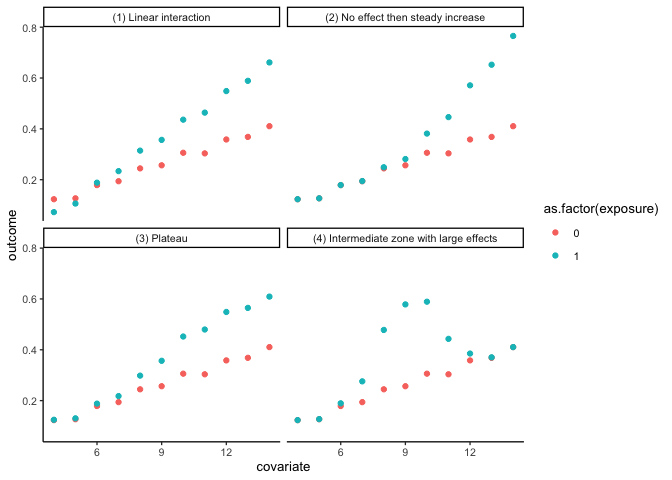 (1) Linear interaction
(2) No effect then steady increase
0.8
0.6
0.4
0.2
(3) Plateau
(4) Intermediate zone with large effects
0.8
0.6
0.4
0.2
6
9
12
6
9
12
covariate
outcome
as.factor(exposure)
0
1